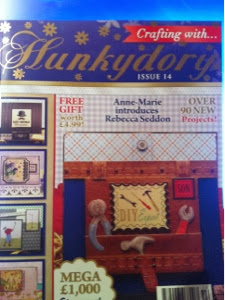 Crafting with...
Hunkydory
ISSUE 14
FREE
GIFT
worth
£4.99!
Anne-Marie
introduces
Rebecca Seddon
OVER
90 NEW
Projects!
DIY
Expert
MEGA
£1,000